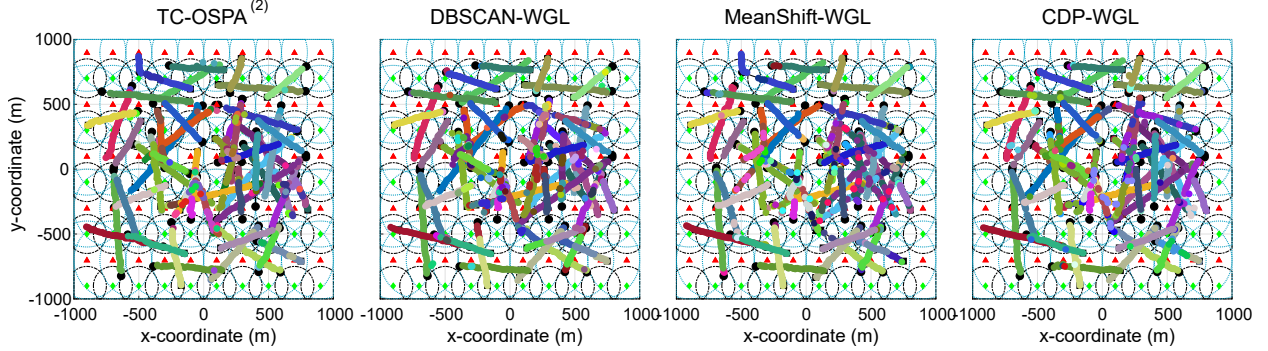 TC-OSPA (2)
DBSCAN-WGL
MeanShift-WGL
CDP-WGL
1000
500
0
-500
-1000
y-coordinate (m)
-1000 -500 0 500 1000
-1000 -500 0 500 1000
-1000 -500 0 500 1000
-1000 -500 0 500 1000
x-coordinate (m)
x-coordinate (m)
x-coordinate (m)
x-coordinate (m)